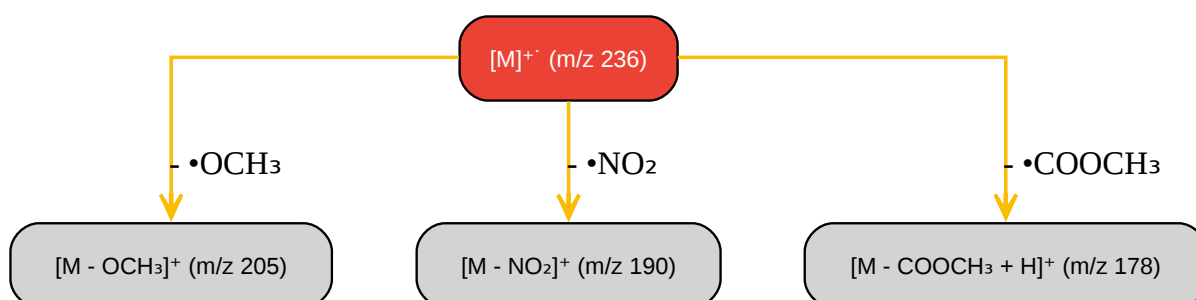 [M]⁺˙ (m/z 236)
- •OCH₃
- •NO₂
- •COOCH₃
[M - OCH₃]⁺ (m/z 205)
[M - NO₂]⁺ (m/z 190)
[M - COOCH₃ + H]⁺ (m/z 178)